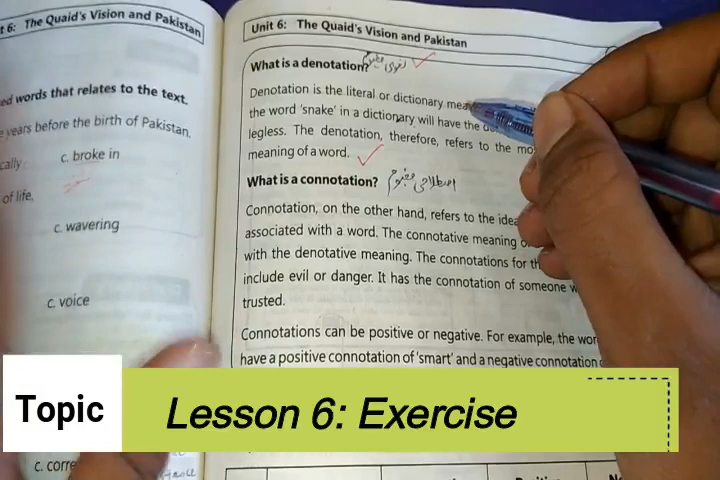 t 6: The Quaid's Vision and Pakistan
ed words that relates to the text.
years before the birth of Pakistan.
cally
c. broke in
of life.
c. wavering
c. voice
c. corre
Unit 6: The Quaid's Vision and Pakistan
What is a denotation? لغوی مفہوم
Denotation is the literal or dictionary mea
the word 'snake' in a dictionary will have the
legless. The denotation, therefore, refers to the mo
meaning of a word.
What is a connotation? اصطلاحی مفہوم
Connotation, on the other hand, refers to the idea
associated with a word. The connotative meaning o
with the denotative meaning. The connotations for th
include evil or danger. It has the connotation of someone w
trusted.
Connotations can be positive or negative. For example, the wor
have a positive connotation of 'smart' and a negative connotation
Topic
Lesson 6: Exercise